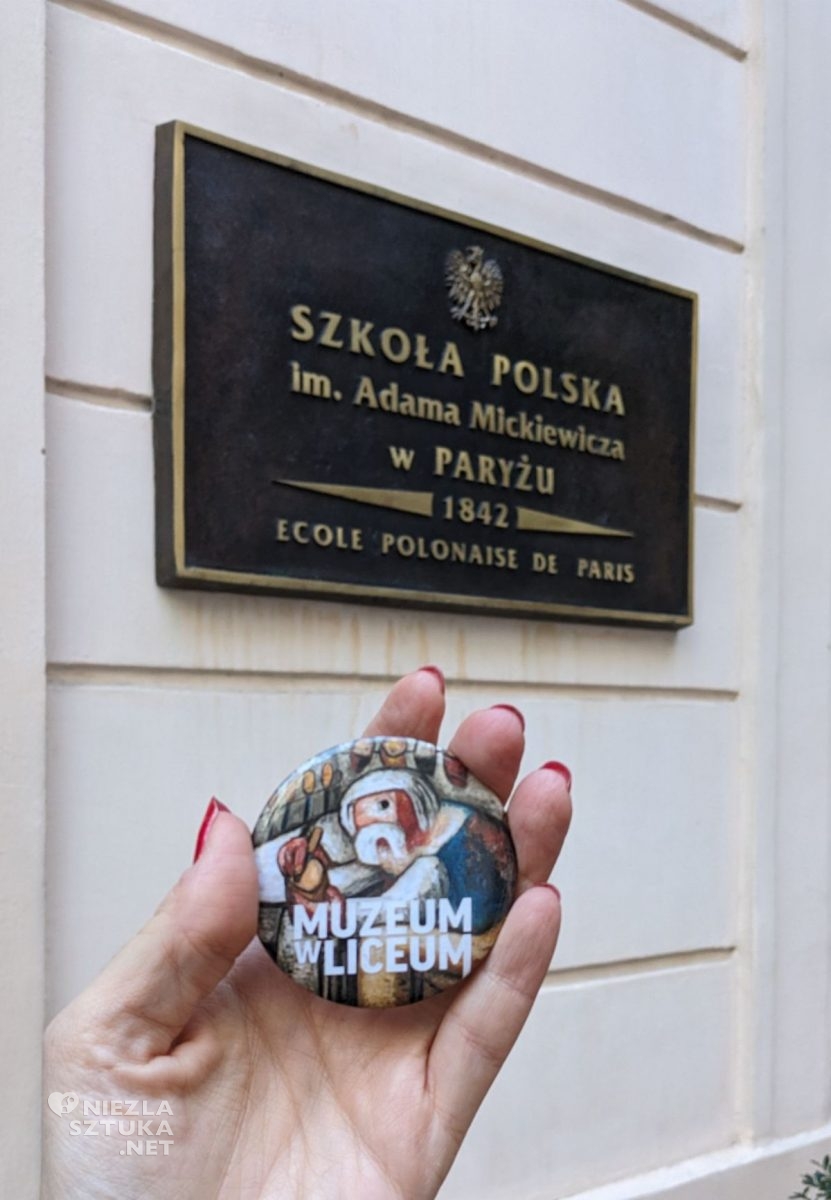 SZKOŁA POLSKA
im. Adama Mickiewicza
w PARYŻU
1842
ECOLE POLONAISE DE PARIS
MUZEUM
W LICEUM
NIEZLA
SZTUKA
.NET